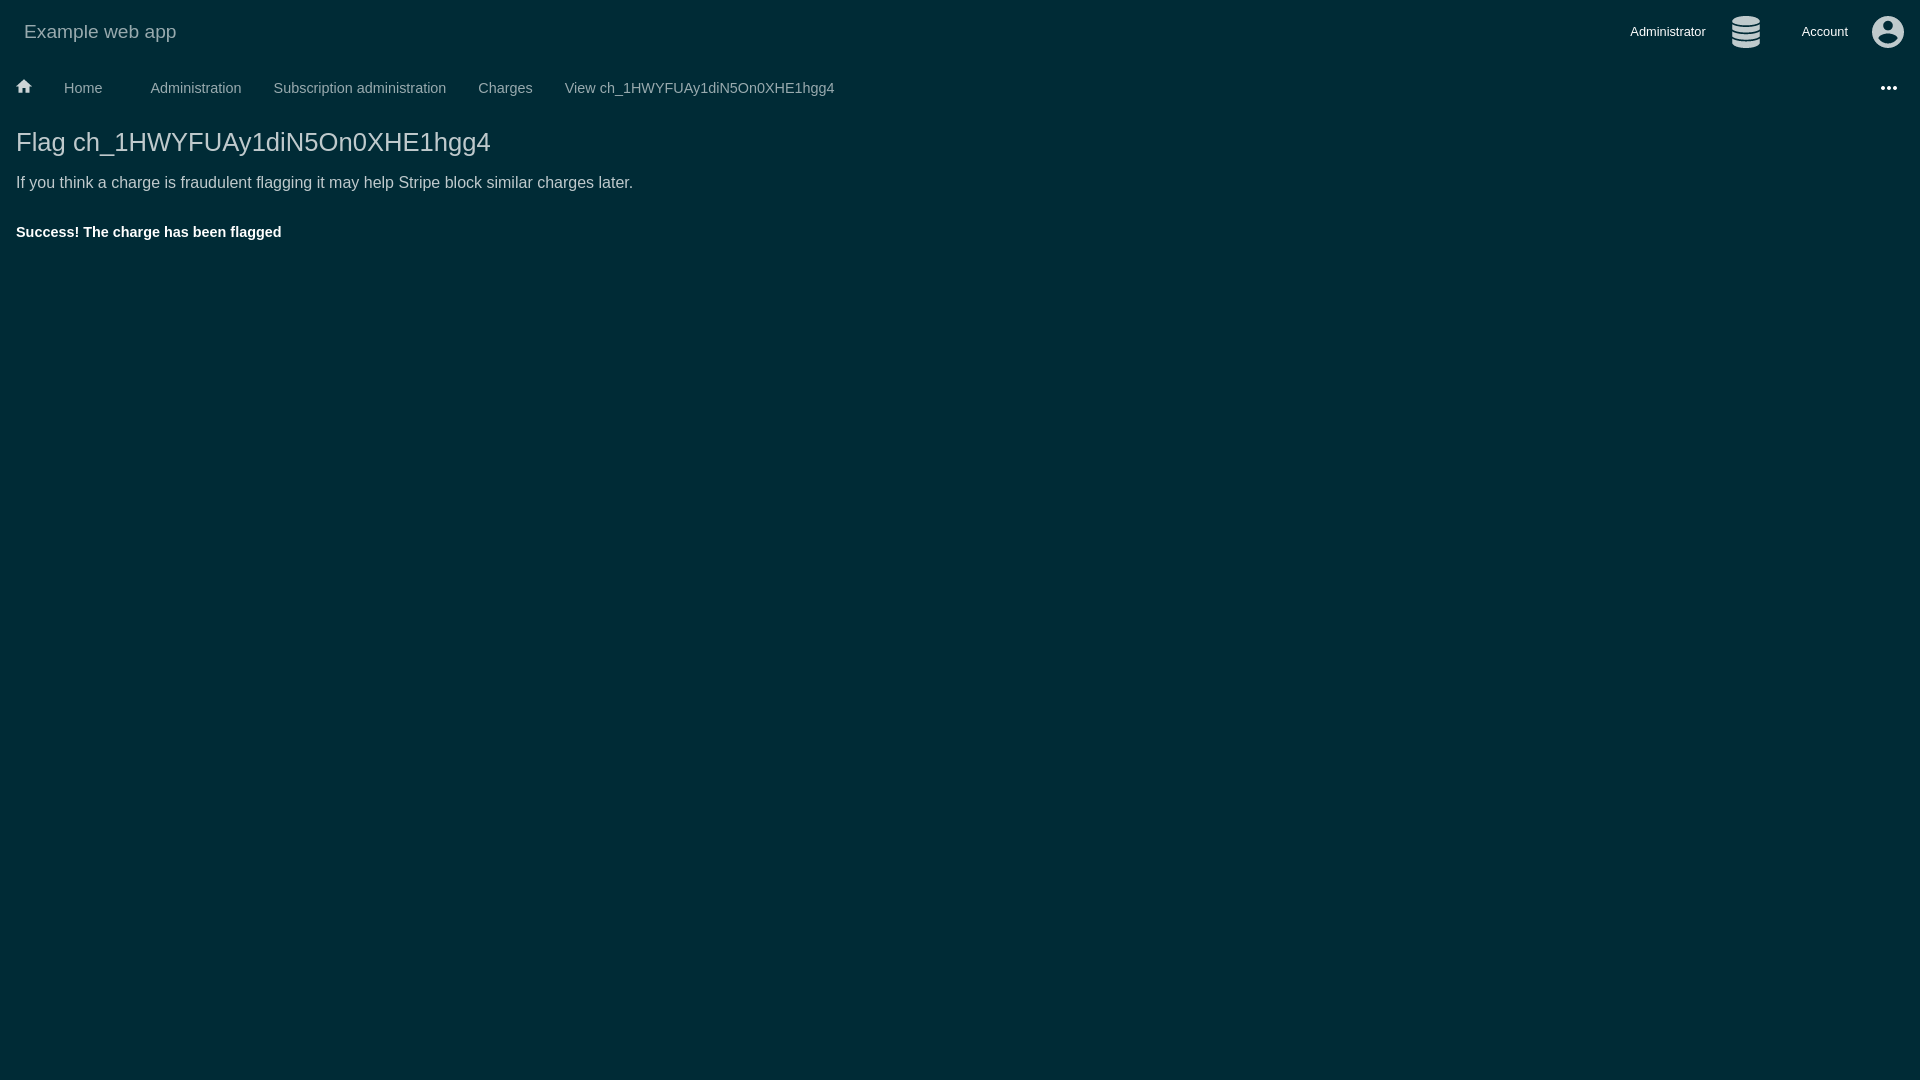 Example web app
Administrator
Account
Home
Administration
Subscription administration
Charges
View ch_1HWYFUAy1diN5On0XHE1hgg4
Flag ch_1HWYFUAy1diN5On0XHE1hgg4
If you think a charge is fraudulent flagging it may help Stripe block similar charges later.
Success! The charge has been flagged